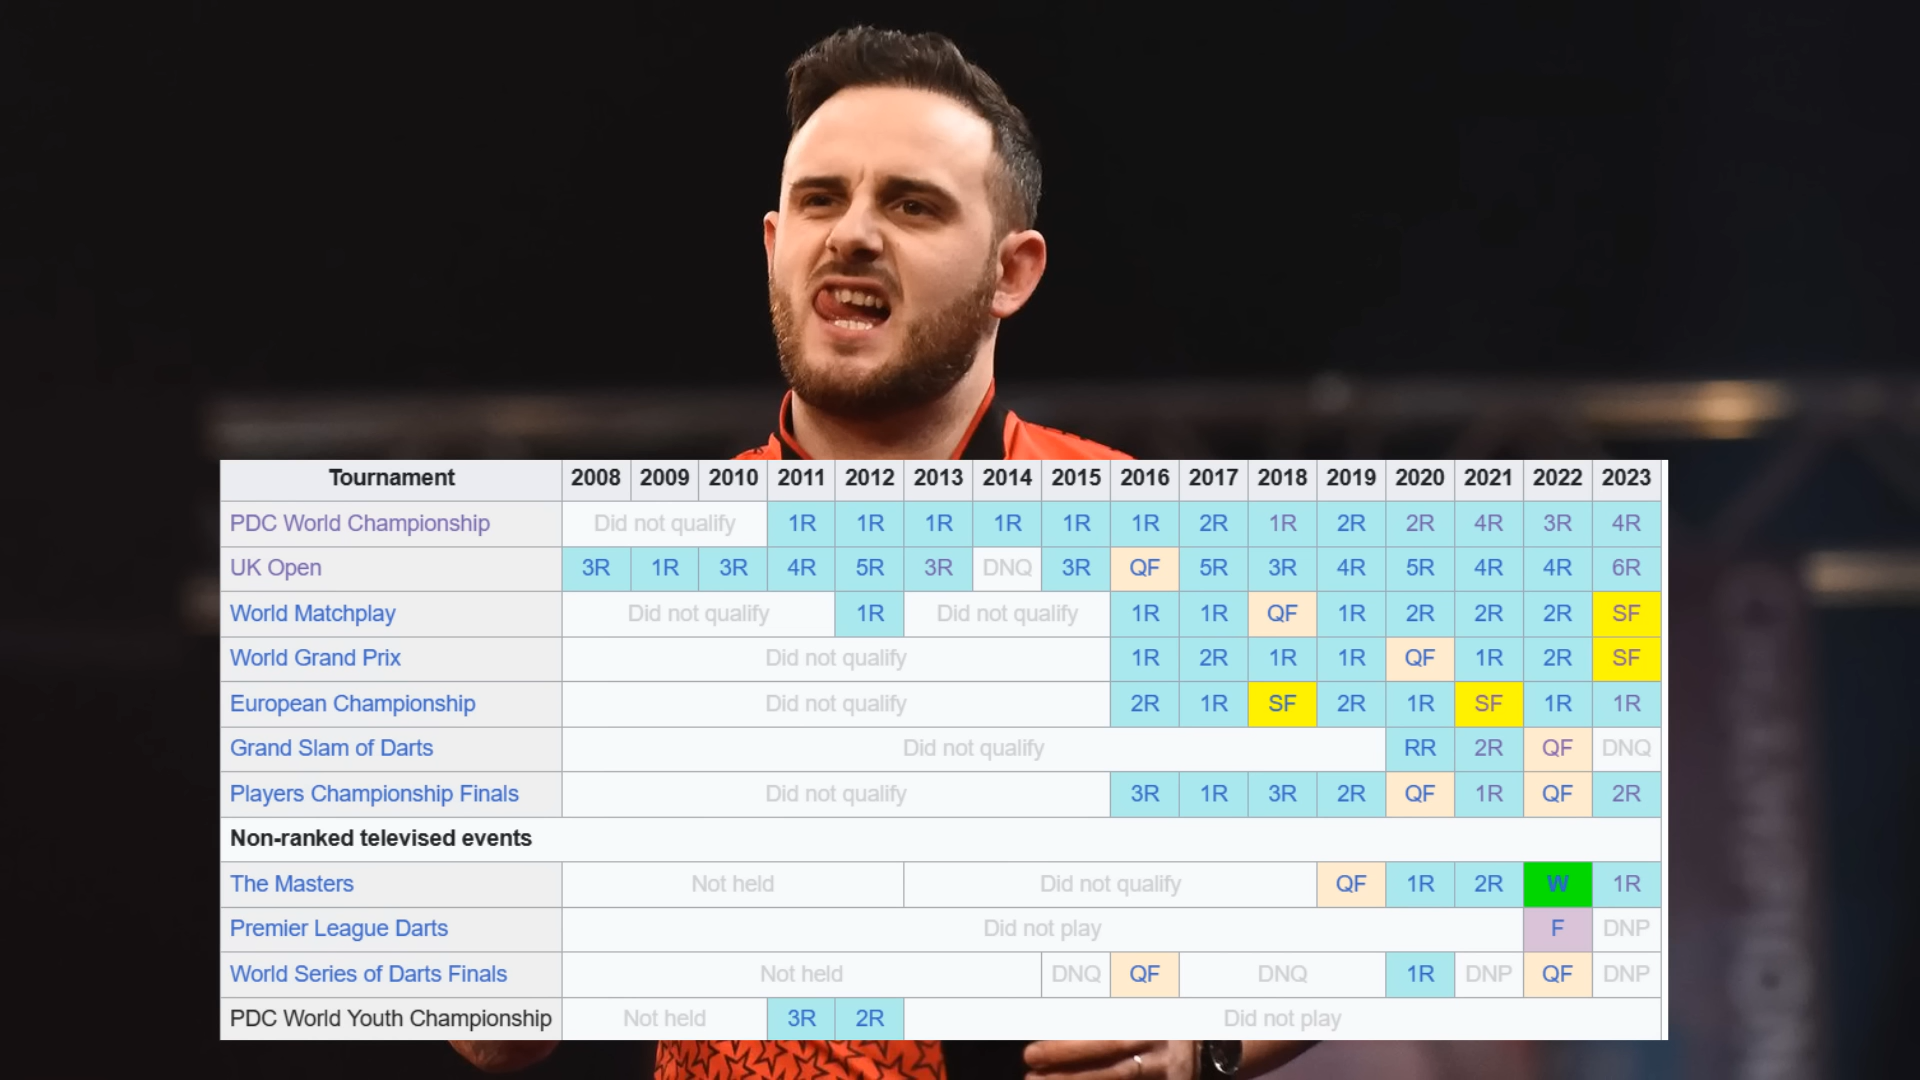 Tournament 2008 2009 2010 2011 2012 2013 2014 2015 2016 2017 2018 2019 2020 2021 2022 2023
PDC World Championship Did not qualify 1R 1R 1R 1R 1R 1R 2R 1R 2R 2R 4R 3R 4R
UK Open 3R 1R 3R 4R 5R 3R DNQ 3R QF 5R 3R 4R 5R 4R 4R 6R
World Matchplay Did not qualify 1R Did not qualify 1R 1R QF 1R 2R 2R 2R SF
World Grand Prix Did not qualify 1R 2R 1R 1R QF 1R 2R SF
European Championship Did not qualify 2R 1R SF 2R 1R SF 1R 1R
Grand Slam of Darts Did not qualify RR 2R QF DNQ
Players Championship Finals Did not qualify 3R 1R 3R 2R QF 1R QF 2R
Non-ranked televised events
The Masters Not held Did not qualify QF 1R 2R W 1R
Premier League Darts Did not play F DNP
World Series of Darts Finals Not held DNQ QF DNQ 1R DNP QF DNP
PDC World Youth Championship Not held 3R 2R Did not play